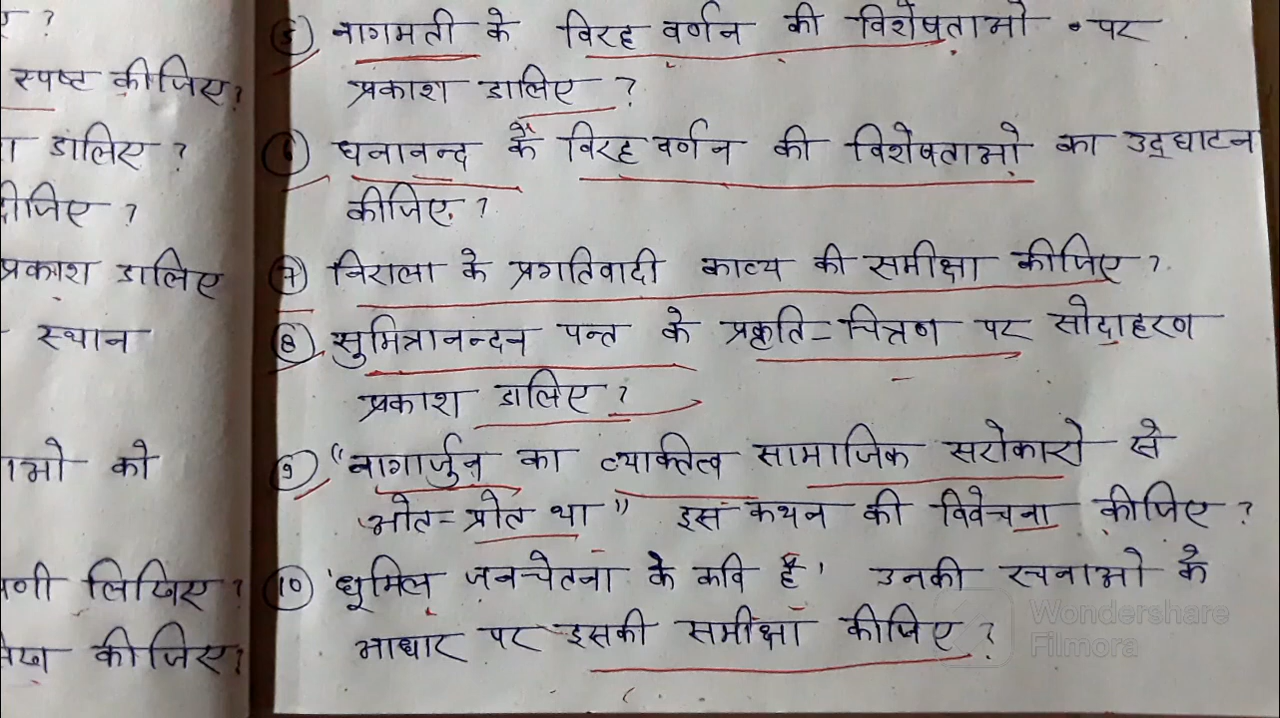 ?
स्पष्ट कीजिए?
डालिए ?
कीजिए ?
प्रकाश डालिए
स्थान
को
लिखिए ?
कीजिए?
5) नागमती के विरह वर्णन की विशेषताओ पर
प्रकाश डालिए ?
6) घनानन्द के विरह वर्णन की विशेषताओ का उद्घाटन
कीजिए ?
7) निराला के प्रगतिवादी काव्य की समीक्षा कीजिए ?
8) सुमित्रानन्दन पन्त के प्रकृति-चित्रण पर सोदाहरण
प्रकाश डालिए ?
9) "नागार्जुन का व्यक्तित्व सामाजिक सरोकारो से
ओत-प्रोत था" इस कथन की विवेचना कीजिए ?
10) 'धूमिल जनचेतना के कवि है' उनकी रचनाओ के
आधार पर इसकी समीक्षा कीजिए ?
Wondershare
Filmora